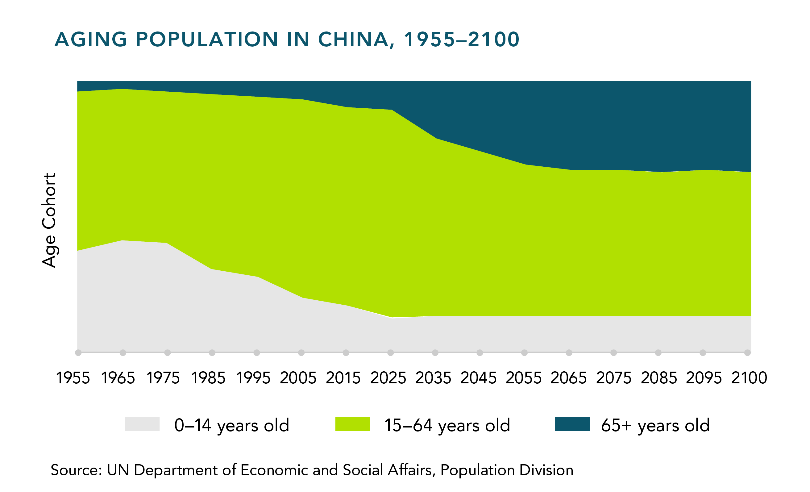 AGING POPULATION IN CHINA, 1955–2100
Age Cohort
1955 1965 1975 1985 1995 2005 2015 2025 2035 2045 2055 2065 2075 2085 2095 2100
0–14 years old 15–64 years old 65+ years old
Source: UN Department of Economic and Social Affairs, Population Division